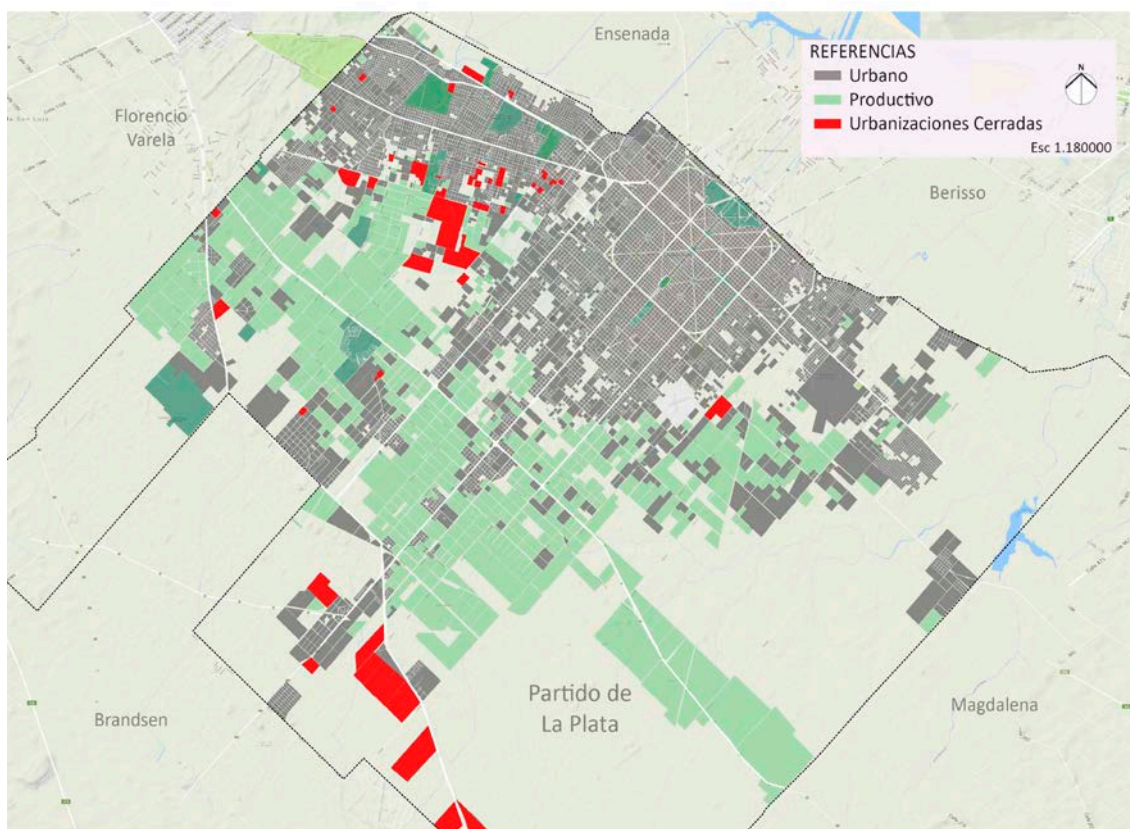 Ensenada
REFERENCIAS
Urbano
Productivo
Urbanizaciones Cerradas
N
Esc 1.180000
Florencio
Varela
Berisso
Partido de
La Plata
Brandsen
Magdalena